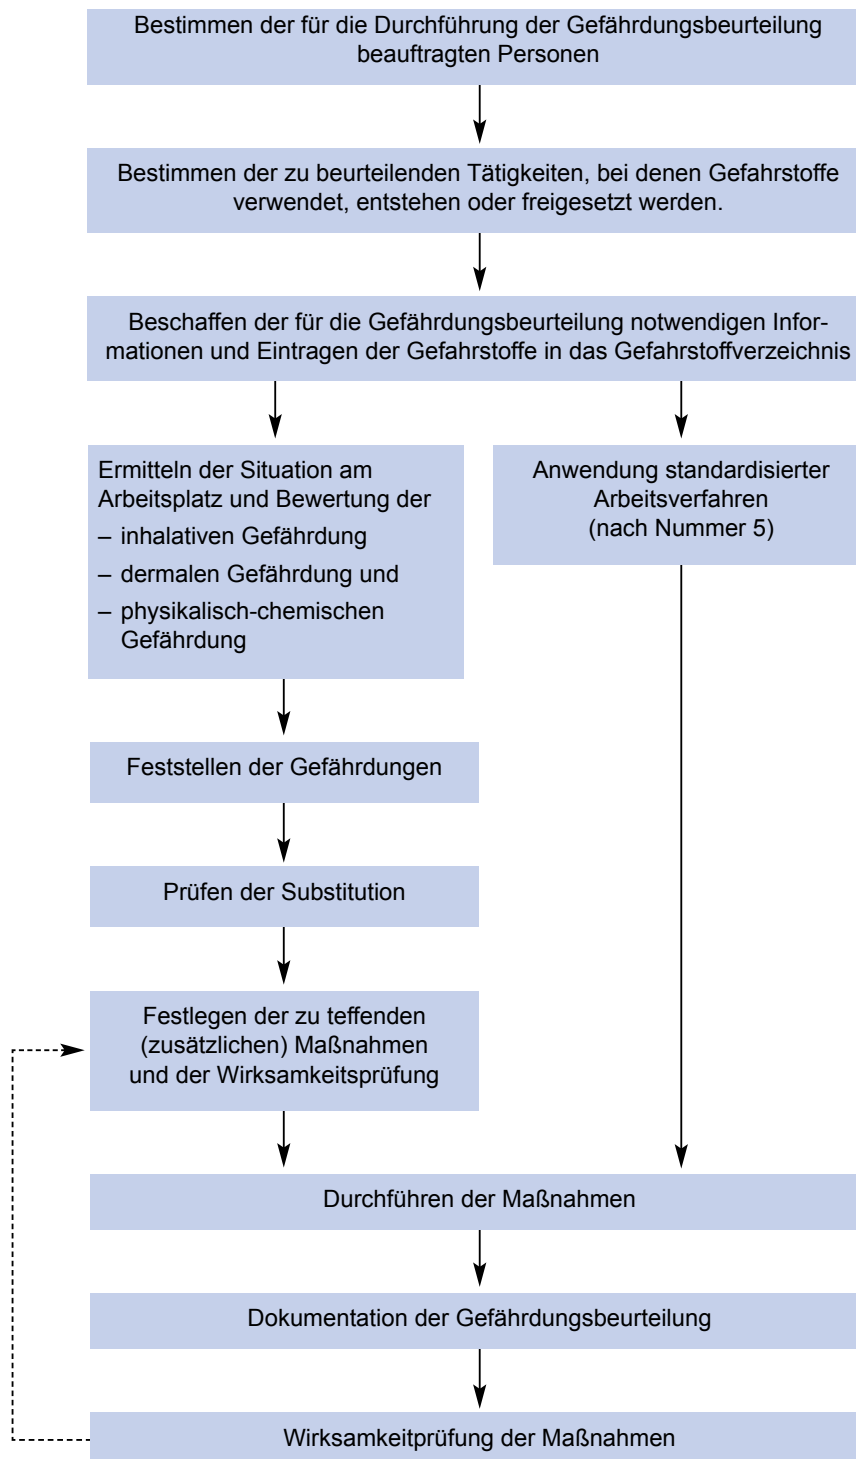 Bestimmen der für die Durchführung der Gefährdungsbeurteilung
beauftragten Personen
Bestimmen der zu beurteilenden Tätigkeiten, bei denen Gefahrstoffe
verwendet, entstehen oder freigesetzt werden.
Beschaffen der für die Gefährdungsbeurteilung notwendigen Infor-
mationen und Eintragen der Gefahrstoffe in das Gefahrstoffverzeichnis
Ermitteln der Situation am
Arbeitsplatz und Bewertung der
– inhalativen Gefährdung
– dermalen Gefährdung und
– physikalisch-chemischen
Gefährdung
Anwendung standardisierter
Arbeitsverfahren
(nach Nummer 5)
Feststellen der Gefährdungen
Prüfen der Substitution
Festlegen der zu teffenden
(zusätzlichen) Maßnahmen
und der Wirksamkeitsprüfung
Durchführen der Maßnahmen
Dokumentation der Gefährdungsbeurteilung
Wirksamkeitprüfung der Maßnahmen